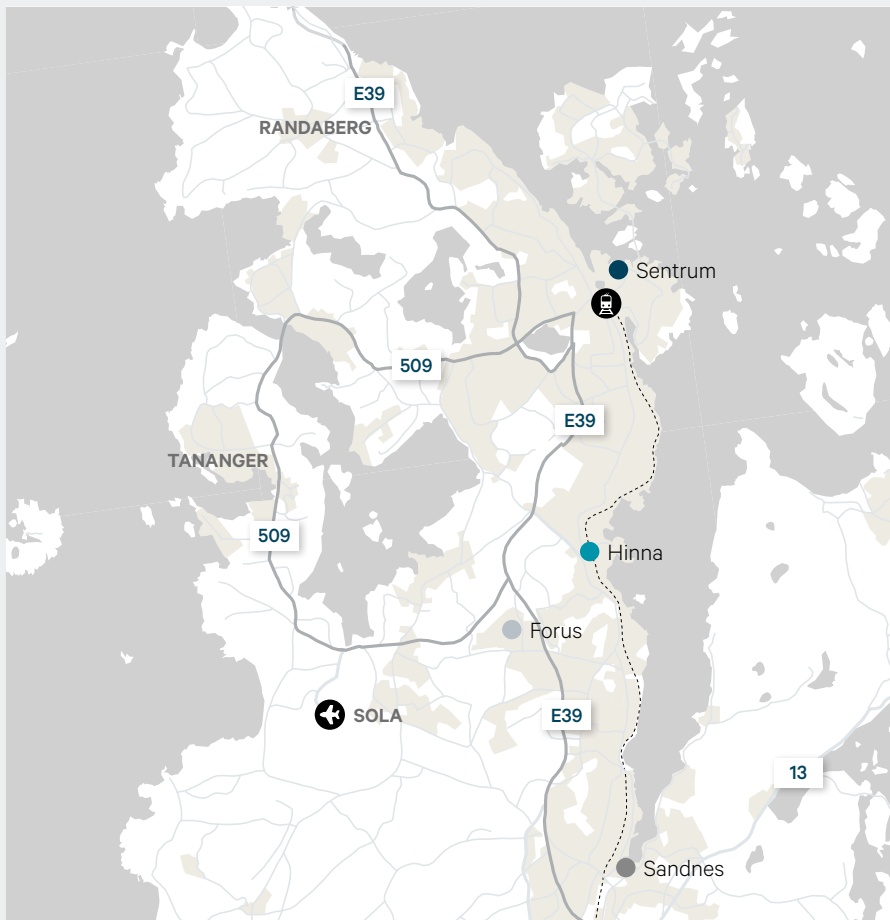 E39
RANDABERG
Sentrum
509
E39
TANANGER
509
Hinna
Forus
SOLA
E39
13
Sandnes